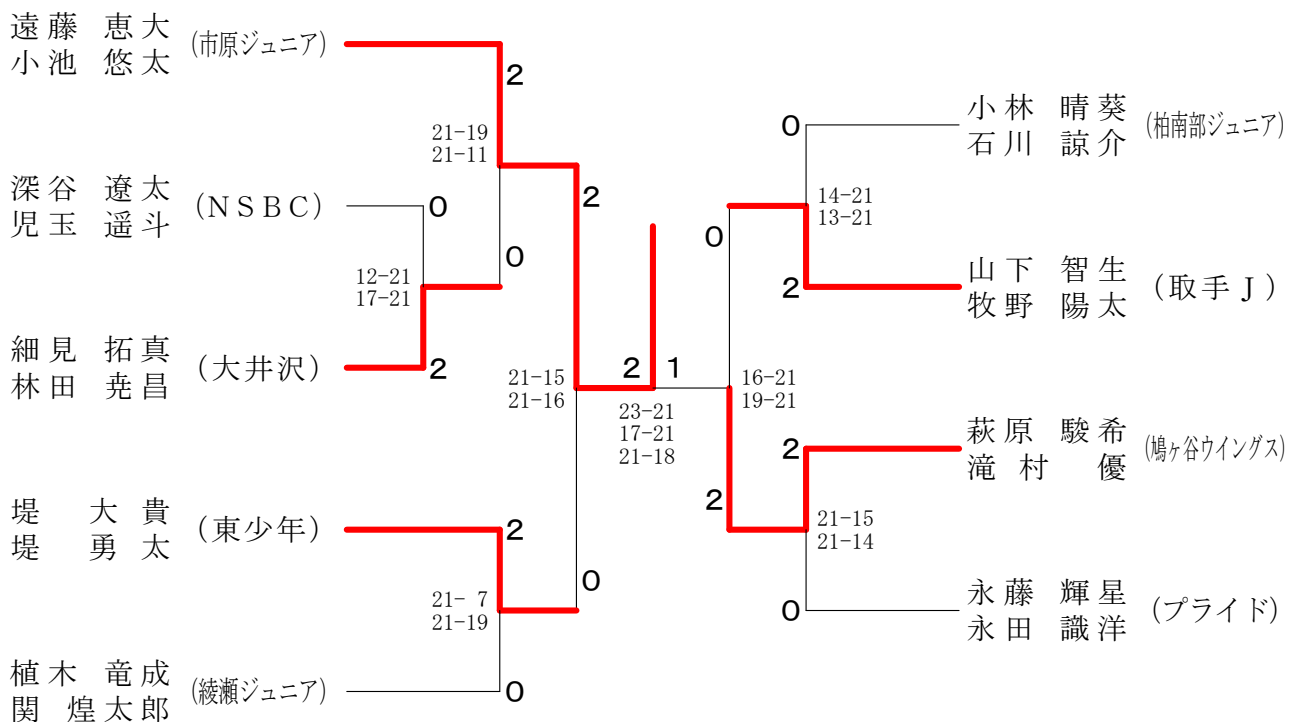 遠藤 恵大
小池 悠太
(市原ジュニア)
2
21-19
21-11
深谷 遼太
児玉 遥斗
(NSBC)
0
0
12-21
17-21
細見 拓真
林田 尭昌
(大井沢)
2
2
21-15
21-16
堤 大貴
堤 勇太
(東少年)
2
0
21- 7
21-19
植木 竜成
関 煌太郎
(綾瀬ジュニア)
0
2
1
23-21
17-21
21-18
0
小林 晴葵
石川 諒介
(柏南部ジュニア)
14-21
13-21
0
2
山下 智生
牧野 陽太
(取手J)
16-21
19-21
2
萩原 駿希
滝村 優
(鳩ヶ谷ウイングス)
2
21-15
21-14
0
永藤 輝星
永田 識洋
(プライド)